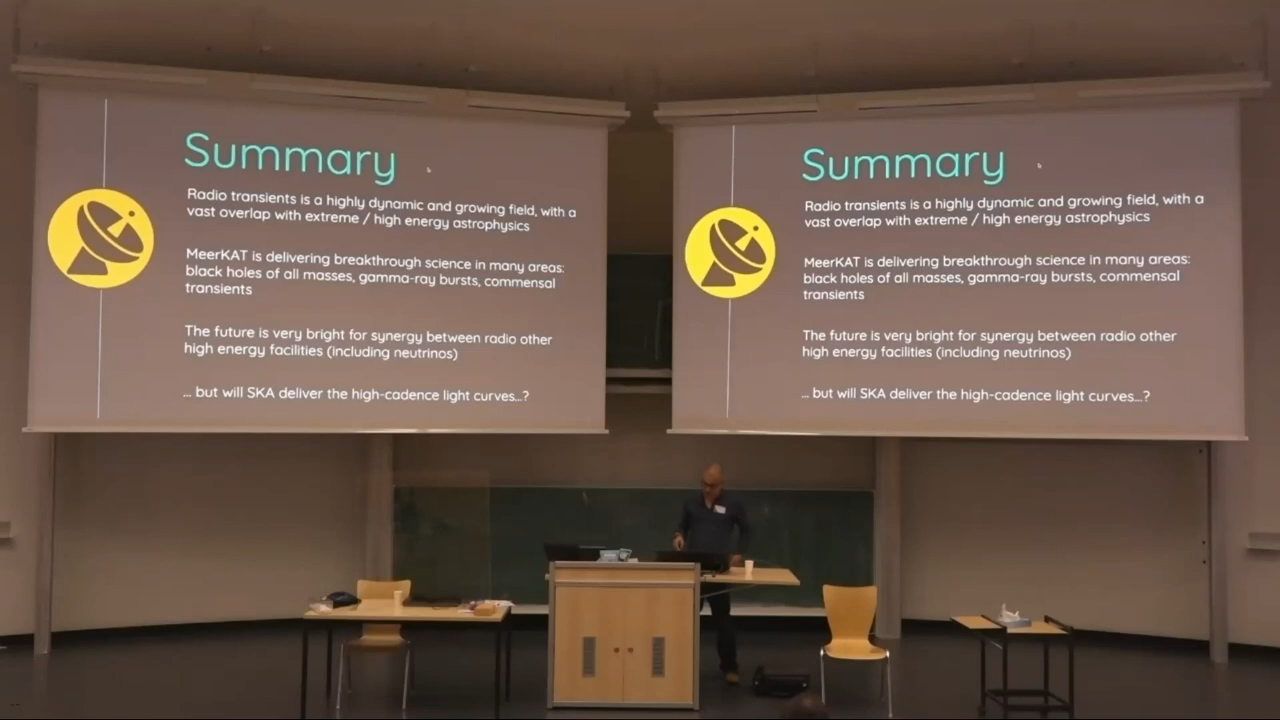 Summary
Radio transients is a highly dynamic and growing field, with a
vast overlap with extreme / high energy astrophysics
MeerKAT is delivering breakthrough science in many areas:
black holes of all masses, gamma-ray bursts, commensal
transients
The future is very bright for synergy between radio other
high energy facilities (including neutrinos)
... but will SKA deliver the high-cadence light curves...?
Summary
Radio transients is a highly dynamic and growing field, with a
vast overlap with extreme / high energy astrophysics
MeerKAT is delivering breakthrough science in many areas:
black holes of all masses, gamma-ray bursts, commensal
transients
The future is very bright for synergy between radio other
high energy facilities (including neutrinos)
... but will SKA deliver the high-cadence light curves...?